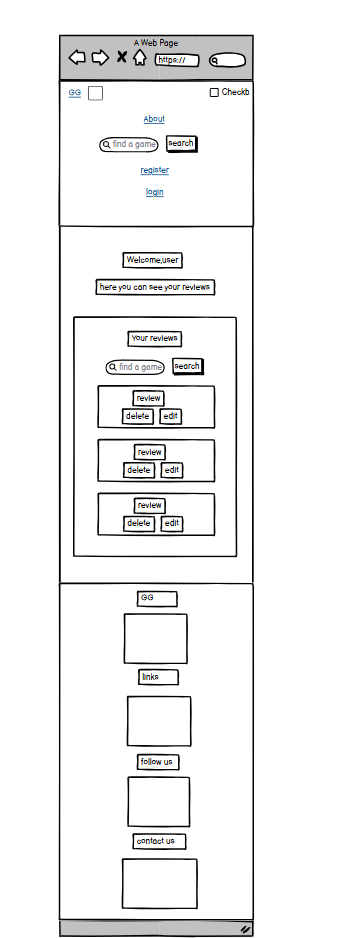 A Web Page
https://
GG
Checkb
About
find a game
search
register
login
Welcome,user
here you can see your reviews
Your reviews
find a game
search
review
delete
edit
review
delete
edit
review
delete
edit
GG
links
follow us
contact us